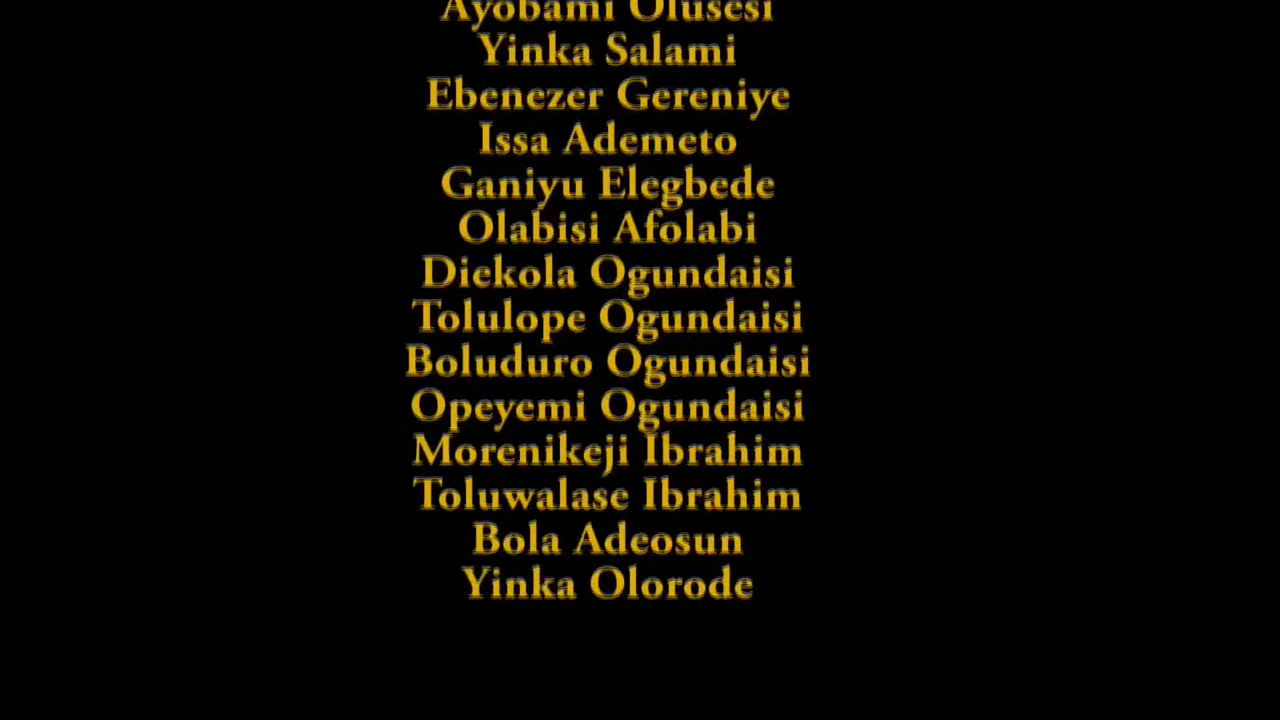 Ayobami Olusesi
Yinka Salami
Ebenezer Gereniye
Issa Ademeto
Ganiyu Elegbede
Olabisi Afolabi
Diekola Ogundaisi
Tolulope Ogundaisi
Boluduro Ogundaisi
Opeyemi Ogundaisi
Morenikeji Ibrahim
Toluwalase Ibrahim
Bola Adeosun
Yinka Olorode